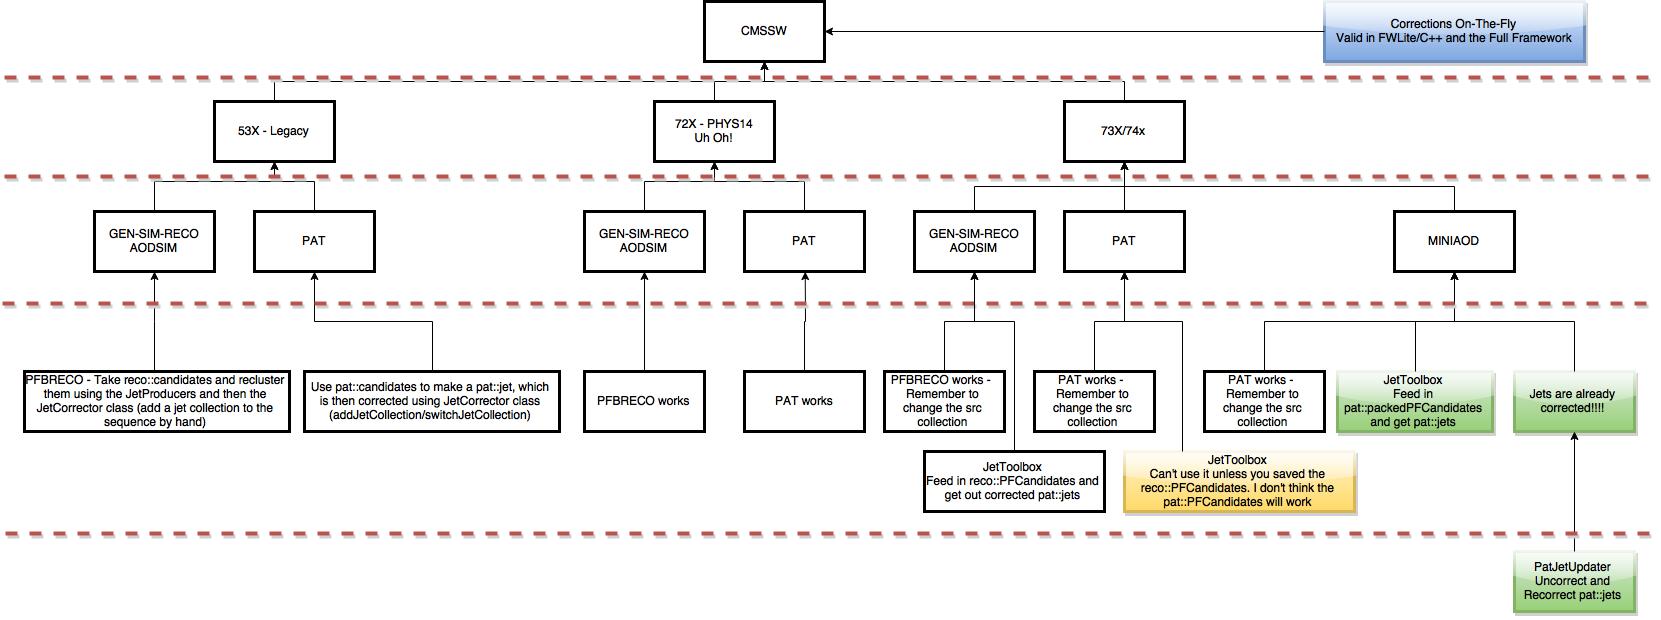 CMSSW
Corrections On-The-Fly
Valid in FWLite/C++ and the Full Framework
53X - Legacy
72X - PHYS14
Uh Oh!
73X/74x
GEN-SIM-RECO
AODSIM
PAT
GEN-SIM-RECO
AODSIM
PAT
GEN-SIM-RECO
AODSIM
PAT
MINIAOD
PFBRECO - Take reco::candidates and recluster
them using the JetProducers and then the
JetCorrector class (add a jet collection to the
sequence by hand)
Use pat::candidates to make a pat::jet, which
is then corrected using JetCorrector class
(addJetCollection/switchJetCollection)
PFBRECO works
PAT works
PFBRECO works -
Remember to
change the src
collection
PAT works -
Remember to
change the src
collection
PAT works -
Remember to
change the src
collection
JetToolbox
Feed in
pat::packedPFCandidates
and get pat::jets
Jets are already
corrected!!!!
JetToolbox
Feed in reco::PFCandidates and
get out corrected pat::jets
JetToolbox
Can't use it unless you saved the
reco::PFCandidates. I don't think the
pat::PFCandidates will work
PatJetUpdater
Uncorrect and
Recorrect pat::jets